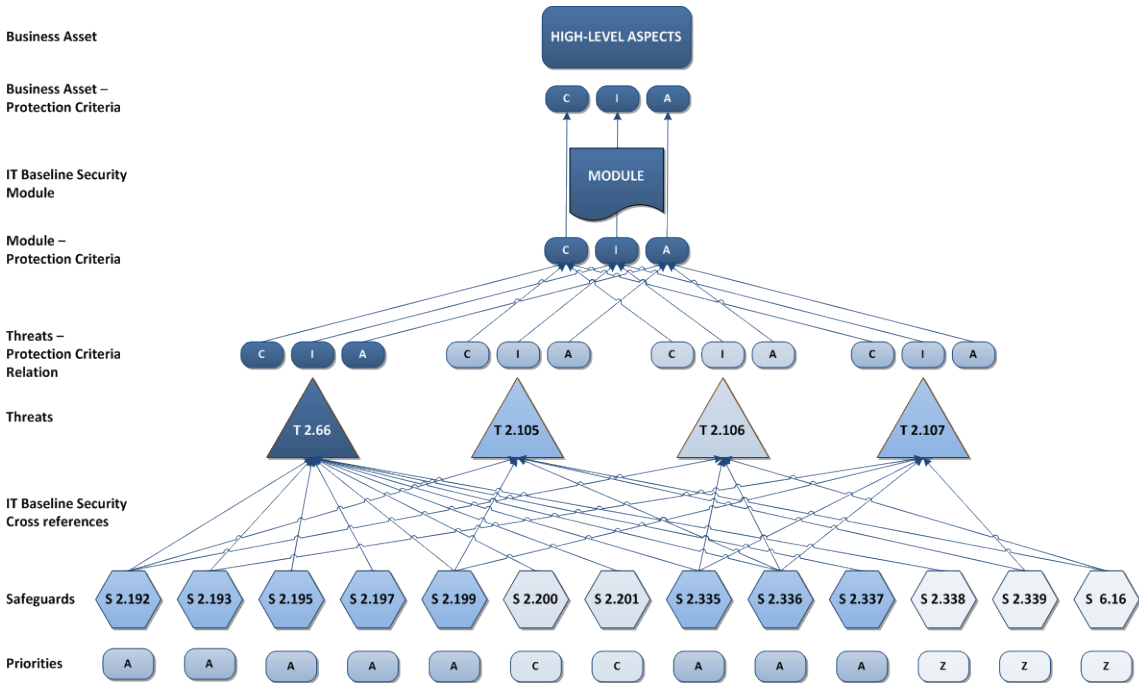 Business Asset
HIGH-LEVEL ASPECTS
Business Asset –
Protection Criteria
C I A
IT Baseline Security
Module
MODULE
Module –
Protection Criteria
C I A
Threats –
Protection Criteria
Relation
C I A C I A C I A C I A
Threats
T 2.66 T 2.105 T 2.106 T 2.107
IT Baseline Security
Cross references
Safeguards
S 2.192 S 2.193 S 2.195 S 2.197 S 2.199 S 2.200 S 2.201 S 2.335 S 2.336 S 2.337 S 2.338 S 2.339 S 6.16
Priorities
A A A A A C C A A A Z Z Z